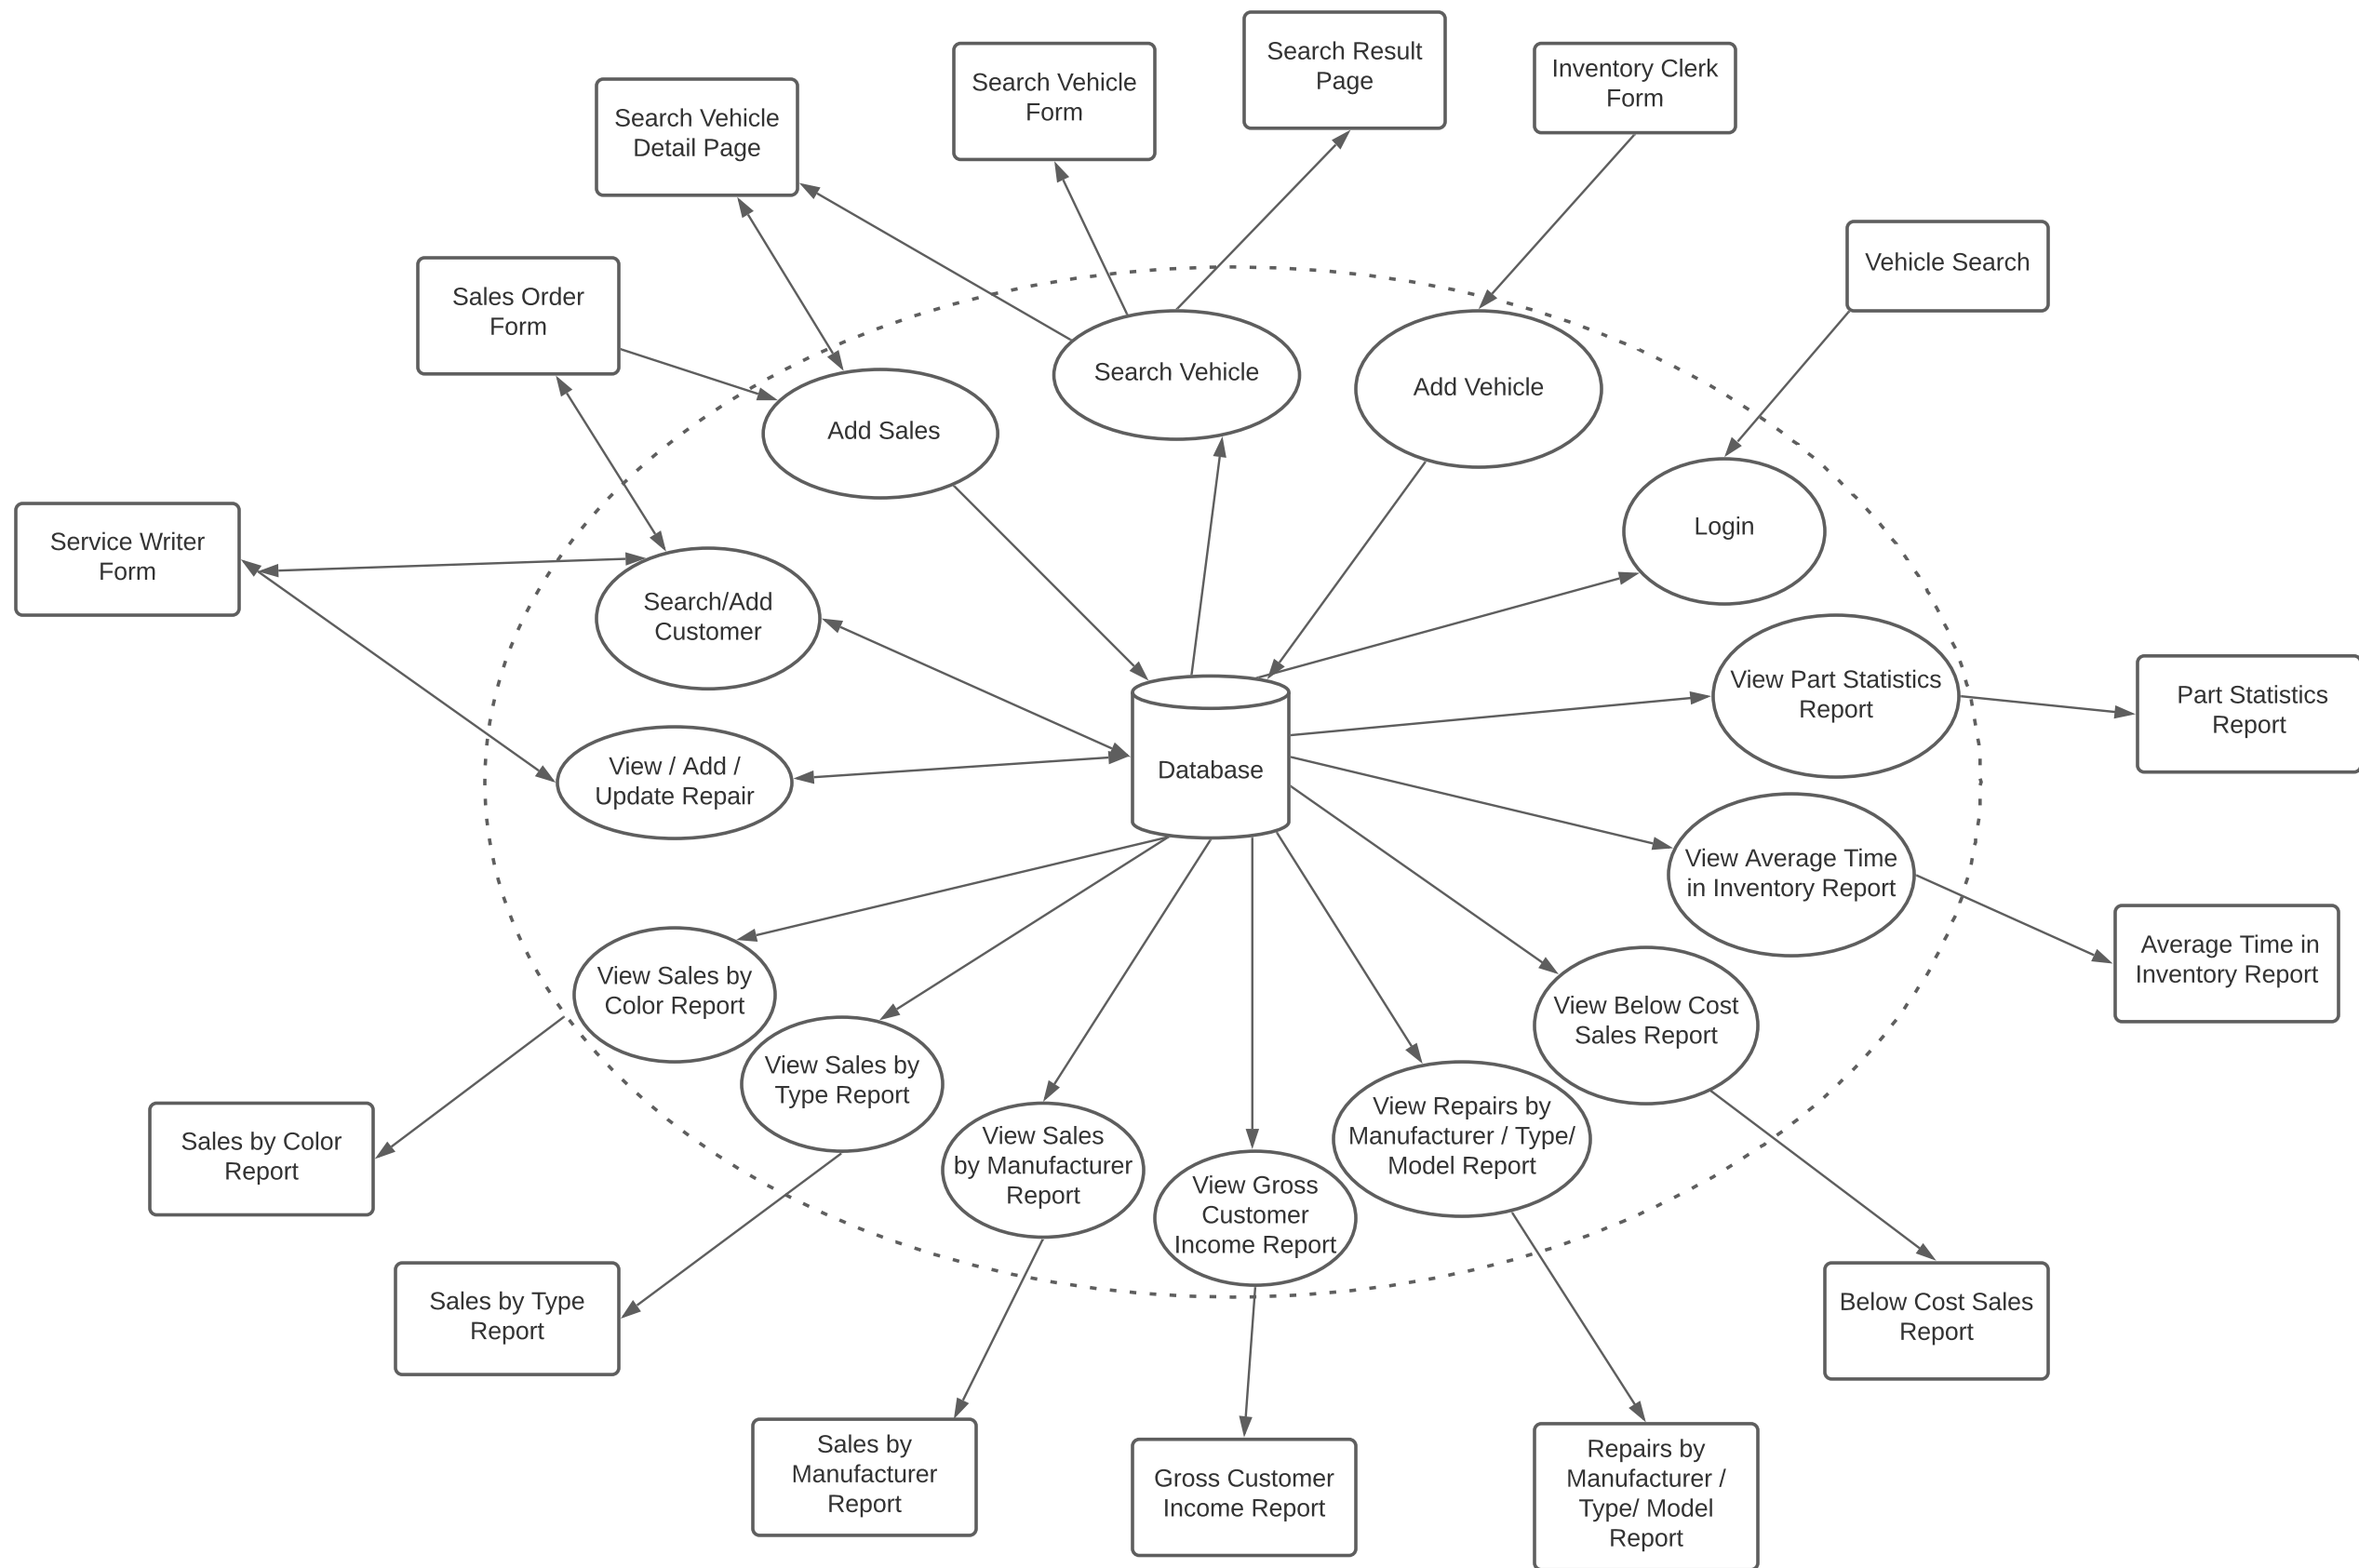 Search Result
Page
Search Vehicle
Form
Inventory Clerk
Form
Search Vehicle
Detail Page
Vehicle Search
Sales Order
Form
Search Vehicle
Add Vehicle
Add Sales
Login
Service Writer
Form
Search/Add
Customer
View Part Statistics
Report
Part Statistics
Report
View / Add /
Update Repair
Database
View Average Time
in Inventory Report
Average Time in
Inventory Report
View Sales by
Color Report
View Below Cost
Sales Report
View Sales by
Type Report
View Repairs by
Manufacturer / Type/
Model Report
View Sales
by Manufacturer
Report
View Gross
Customer
Income Report
Sales by Color
Report
Sales by Type
Report
Below Cost Sales
Report
Sales by
Manufacturer
Report
Gross Customer
Income Report
Repairs by
Manufacturer /
Type/ Model
Report